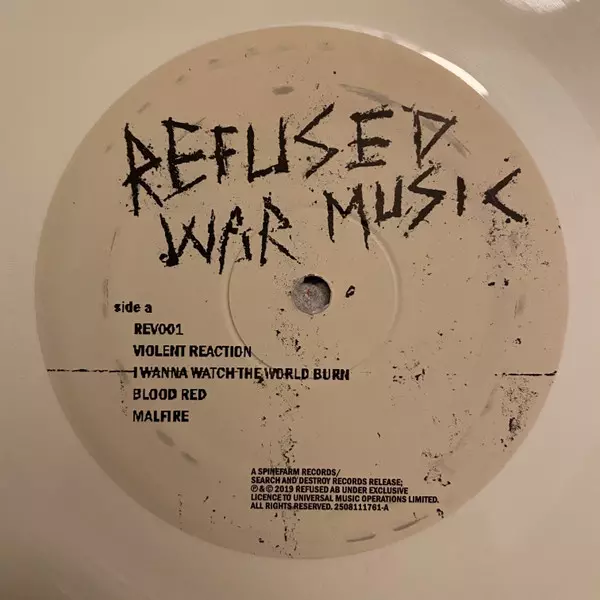 REFUSED
WAR MUSIC
side a
REV001
VIOLENT REACTION
I WANNA WATCH THE WORLD BURN
BLOOD RED
MALFIRE
A SPINEFARM RECORDS/
SEARCH AND DESTROY RECORDS RELEASE;
℗ & © 2019 REFUSED AB UNDER EXCLUSIVE
LICENCE TO UNIVERSAL MUSIC OPERATIONS LIMITED.
ALL RIGHTS RESERVED. 2508111761-A